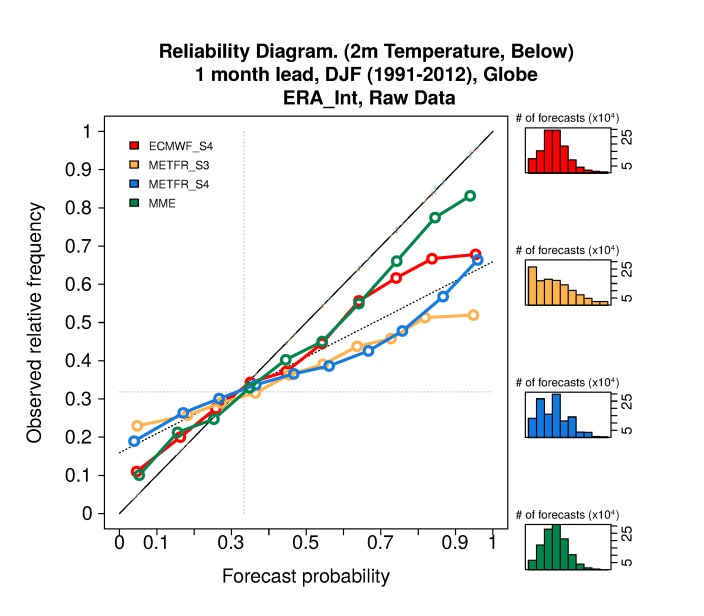 Reliability Diagram. (2m Temperature, Below)
1 month lead, DJF (1991-2012), Globe
ERA_Int, Raw Data
ECMWF_S4
METFR_S3
METFR_S4
MME
Observed relative frequency
1
0.9
0.8
0.7
0.6
0.5
0.4
0.3
0.2
0.1
0
0 0.1 0.3 0.5 0.7 0.9 1
Forecast probability
# of forecasts (x10⁴)
5 25
# of forecasts (x10⁴)
5 25
# of forecasts (x10⁴)
5 25
# of forecasts (x10⁴)
5 25